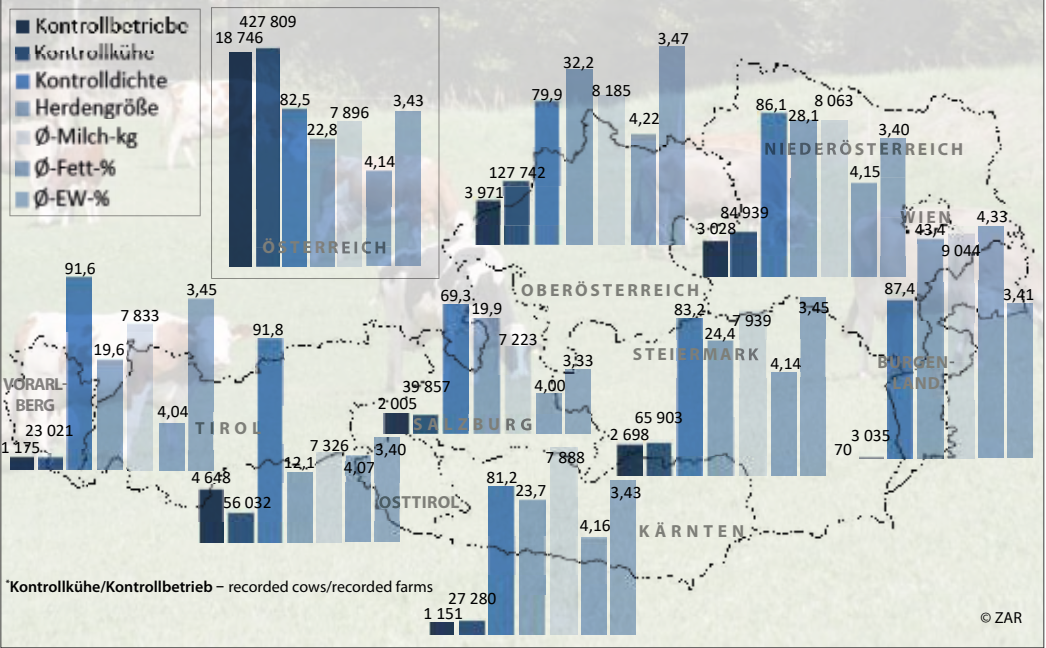 Kontrollbetriebe
Kontrollkühe
Kontrolldichte
Herdengröße
Ø-Milch-kg
Ø-Fett-%
Ø-EW-%
427 809
18 746
82,5
22,8
7 896
4,14
3,43
ÖSTERREICH
3 971
127 742
79,9
32,2
8 185
4,22
3,47
OBERÖSTERREICH
3 028
84 939
86,1
28,1
8 063
4,15
3,40
NIEDERÖSTERREICH
WIEN
70
3 035
87,4
43,4
9 044
4,33
3,41
BURGEN-
LAND
1 175
23 021
91,6
19,6
7 833
4,04
3,45
VORARL-
BERG
4 648
56 032
91,8
12,1
7 326
4,07
3,40
TIROL
OSTTIROL
2 005
39 857
69,3
19,9
7 223
4,00
3,33
SALZBURG
2 698
65 903
83,2
24,4
7 939
4,14
3,45
STEIERMARK
1 151
27 280
81,2
23,7
7 888
4,16
3,43
KÄRNTEN
*Kontrollkühe/Kontrollbetrieb – recorded cows/recorded farms
© ZAR